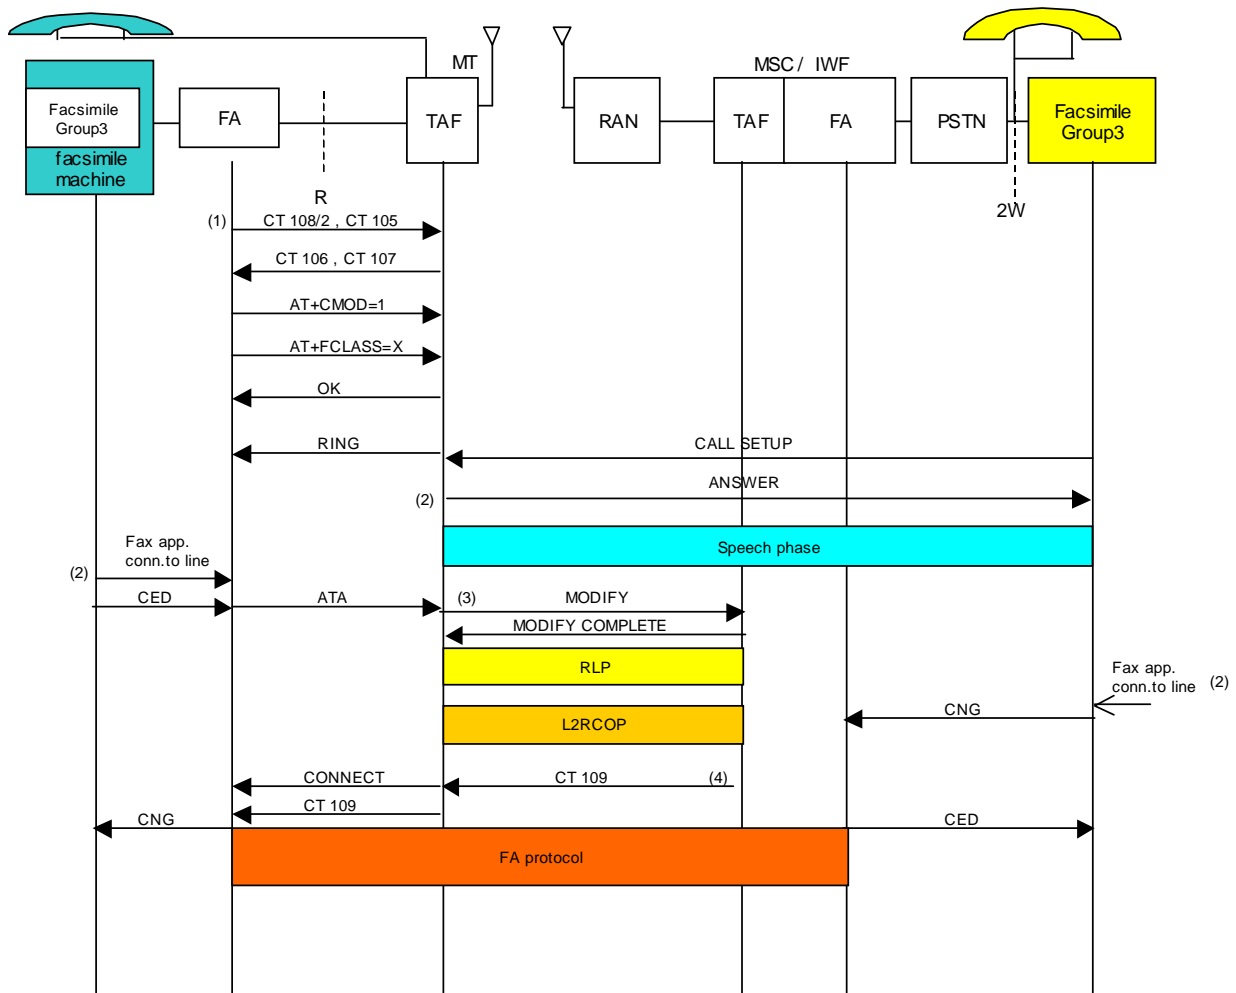 MT
MSC / IWF
Facsimile
Group3
facsimile
machine
FA
TAF
RAN
TAF
FA
PSTN
Facsimile
Group3
R
2W
(1)
CT 108/2 , CT 105
CT 106 , CT 107
AT+CMOD=1
AT+FCLASS=X
OK
RING
CALL SETUP
(2)
ANSWER
Speech phase
Fax app.
conn.to line
(2)
CED
ATA
(3)
MODIFY
MODIFY COMPLETE
RLP
Fax app.
conn.to line
(2)
CNG
L2RCOP
CONNECT
CT 109
(4)
CT 109
CNG
CED
FA protocol